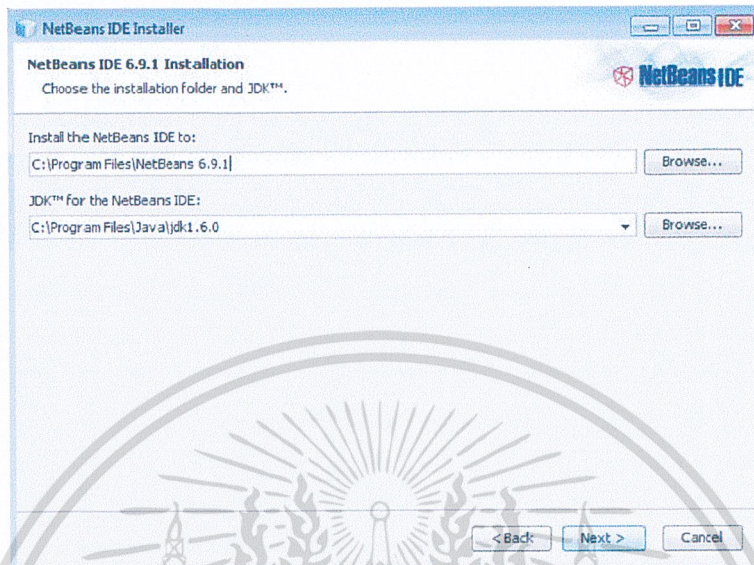 NetBeans IDE Installer
NetBeans IDE 6.9.1 Installation
Choose the installation folder and JDK™.
NetBeans IDE
Install the NetBeans IDE to:
C:\Program Files\NetBeans 6.9.1
Browse...
JDK™ for the NetBeans IDE:
C:\Program Files\Java\jdk1.6.0
Browse...
< Back
Next >
Cancel